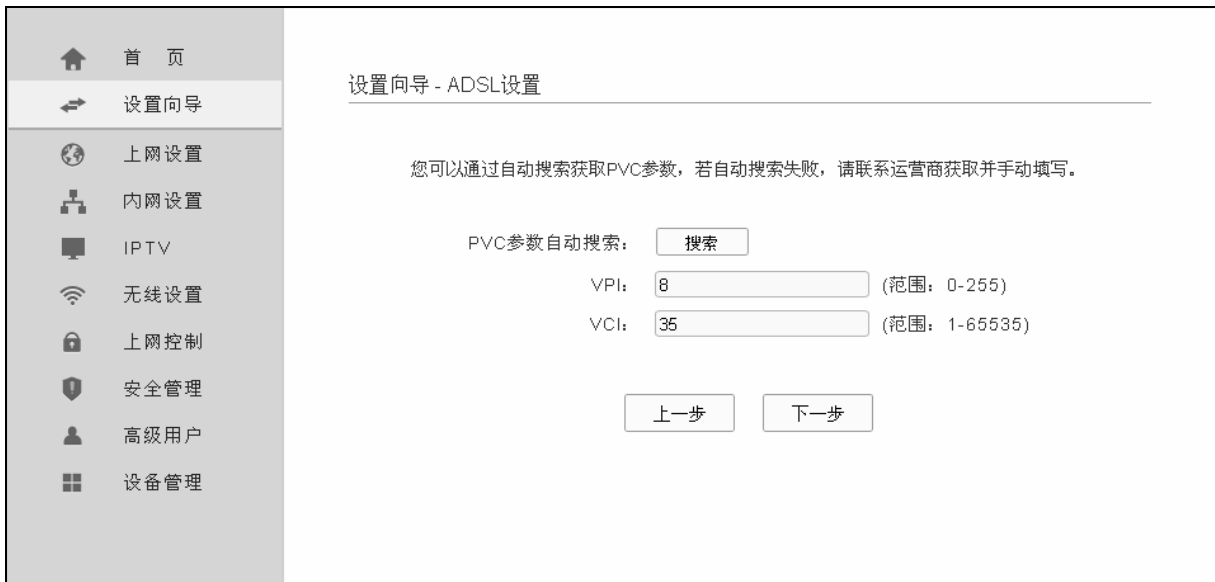 首 页
设置向导
上网设置
内网设置
IPTV
无线设置
上网控制
安全管理
高级用户
设备管理
设置向导 - ADSL设置
您可以通过自动搜索获取PVC参数，若自动搜索失败，请联系运营商获取并手动填写。
PVC参数自动搜索： 搜索
VPI： 8 (范围：0-255)
VCI： 35 (范围：1-65535)
上一步 下一步